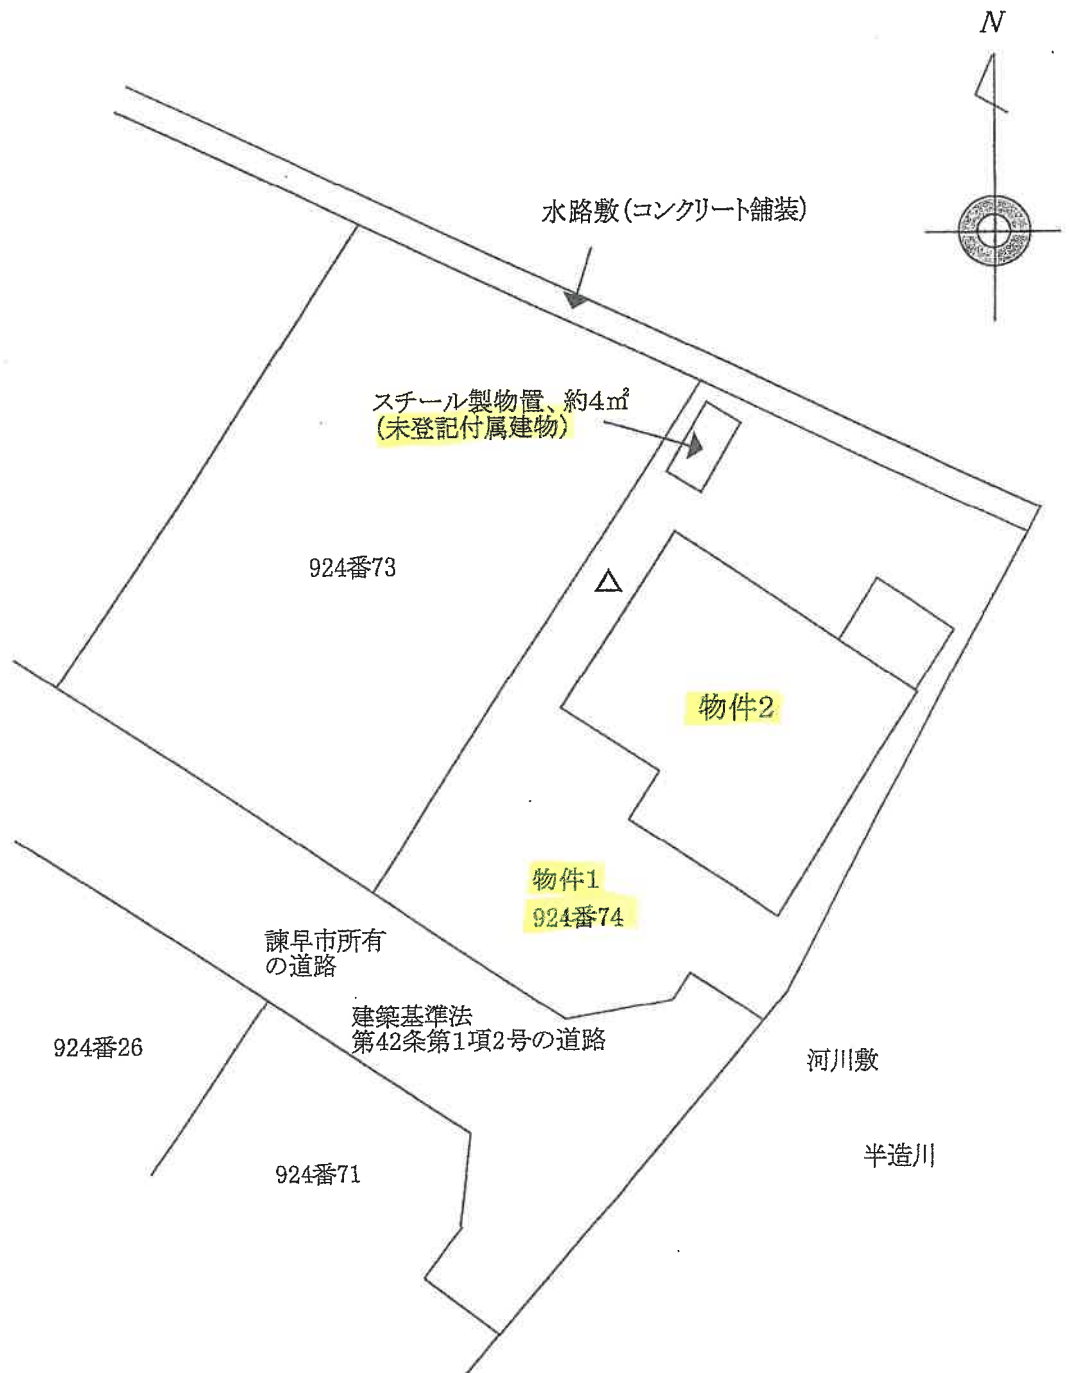 N
水路敷(コンクリート舗装)
スチール製物置、約4㎡
(未登記付属建物)
924番73
物件2
物件1
924番74
諫早市所有
の道路
建築基準法
第42条第1項2号の道路
924番26
河川敷
半造川
924番71